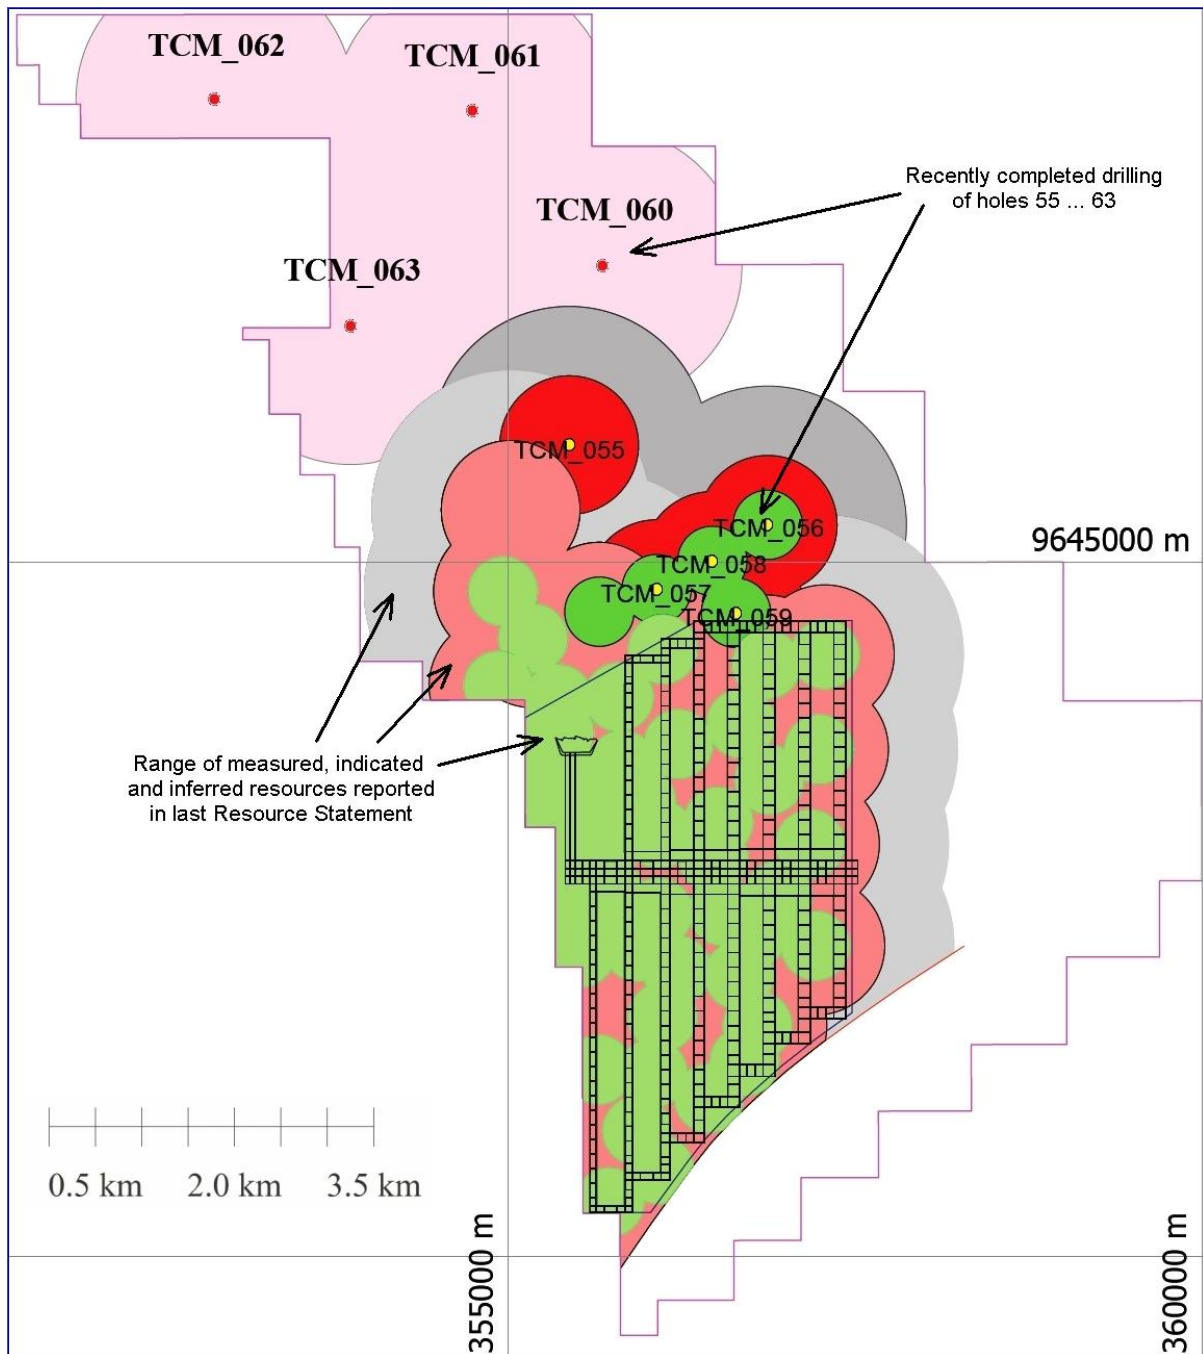 TCM_062
TCM_061
Recently completed drilling
of holes 55 ... 63
TCM_060
TCM_063
TCM_055
TCM_056
9645000 m
TCM_058
TCM_057
TCM_059
Range of measured, indicated
and inferred resources reported
in last Resource Statement
0.5 km 2.0 km 3.5 km
355000 m
360000 m